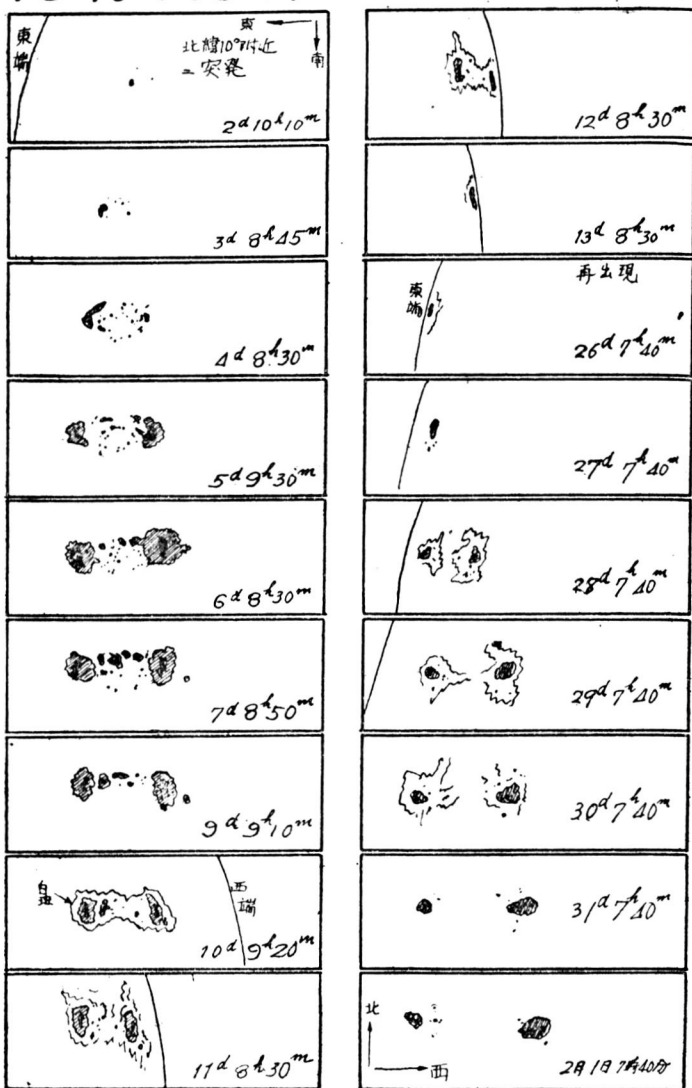 東端
東
南
北緯10°附近
ニ突発
2d 10h 10m
3d 8h 45m
4d 8h 30m
5d 9h 30m
6d 8h 30m
7d 8h 50m
9d 9h 10m
西端
10d 9h 20m
11d 8h 30m
12d 8h 30m
13d 8h 30m
再出現
東端
26d 7h 40m
27d 7h 40m
28d 7h 40m
29d 7h 40m
30d 7h 40m
31d 7h 40m
北
西
2月1日7時40分